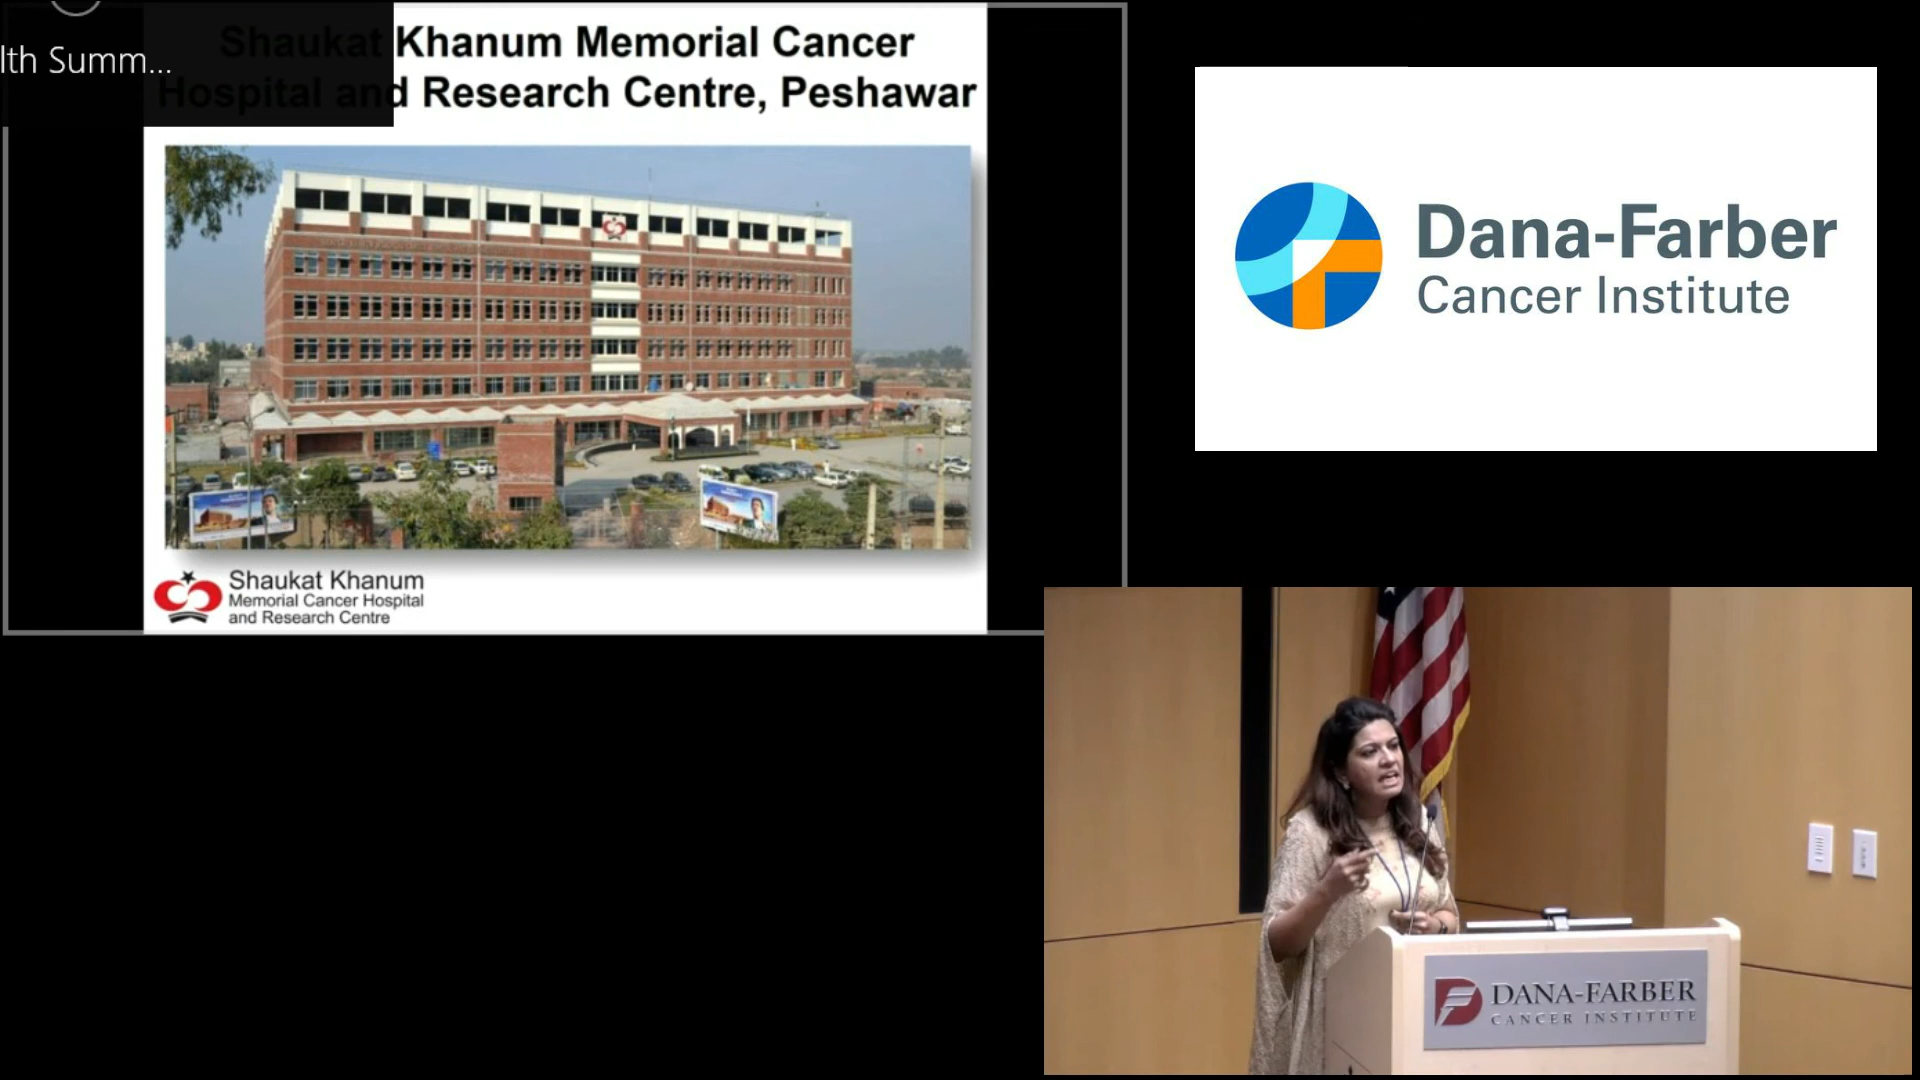 lth Summ...
Shaukat Khanum Memorial Cancer
Hospital and Research Centre, Peshawar
Shaukat Khanum
Memorial Cancer Hospital
and Research Centre
Dana-Farber
Cancer Institute
DANA-FARBER
CANCER INSTITUTE